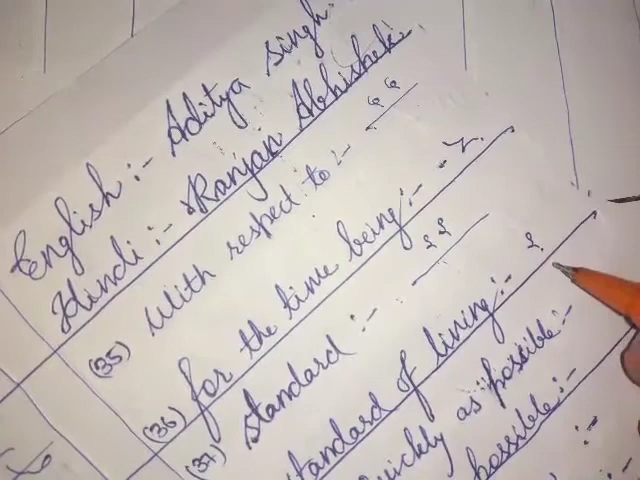 English :- Aditya Singh.
Hindi :- Ranjan Abhishek.
(35) With respect to :-
(36) for the time being :-
(37) standard :-
standard of living :-
quickly as possible :-
possible :-
:-